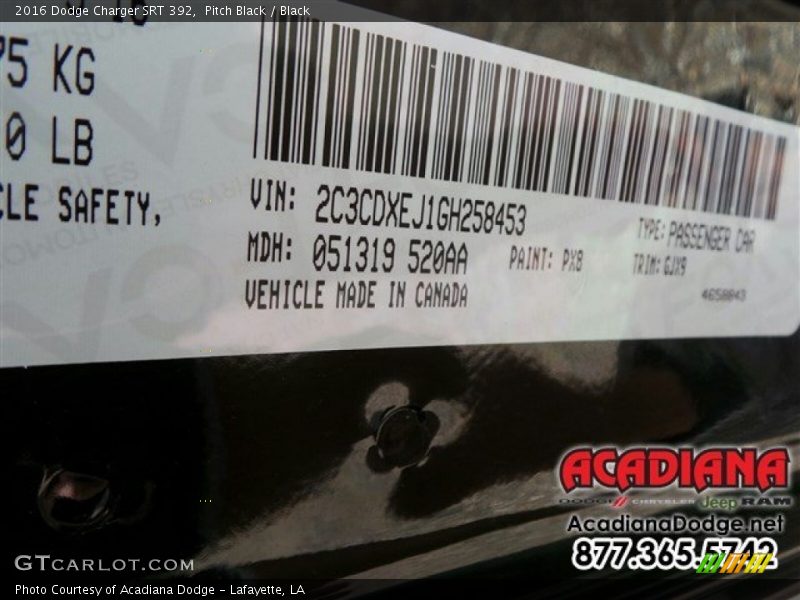 2016 Dodge Charger SRT 392,  Pitch Black / Black
75 KG
0 LB
CLE SAFETY,
VIN: 2C3CDXEJ1GH258453
TYPE: PASSENGER CAR
MDH: 051319 520AA
PAINT: PX8
TRIM: GJX9
VEHICLE MADE IN CANADA
4658843
ACADIANA
DODGE CHRYSLER Jeep RAM
AcadianaDodge.net
877.365.5742
GTCARLOT.COM
Photo Courtesy of Acadiana Dodge - Lafayette, LA